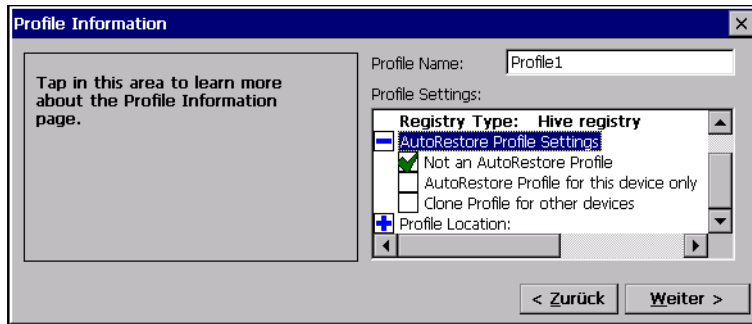 Profile Information
Tap in this area to learn more
about the Profile Information
page.
Profile Name: Profile1
Profile Settings:
Registry Type: Hive registry
AutoRestore Profile Settings
Not an AutoRestore Profile
AutoRestore Profile for this device only
Clone Profile for other devices
Profile Location:
< Zurück
Weiter >